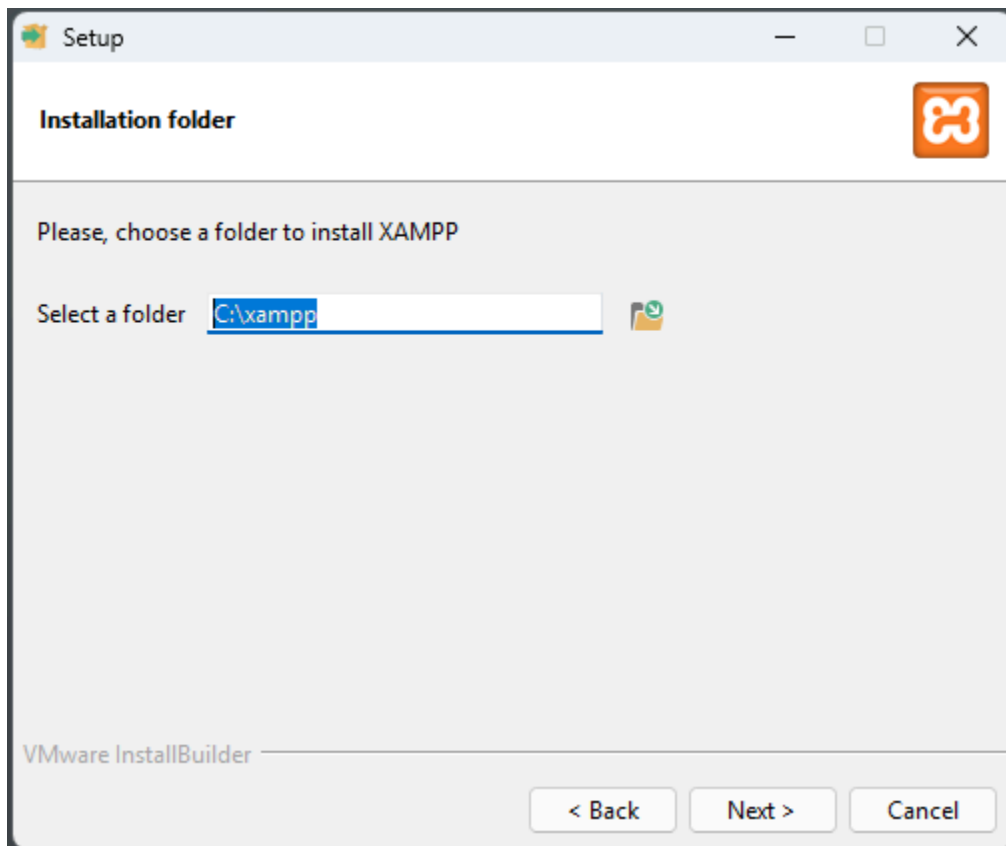 Setup
Installation folder
Please, choose a folder to install XAMPP
Select a folder C:\xampp
VMware InstallBuilder
< Back Next > Cancel